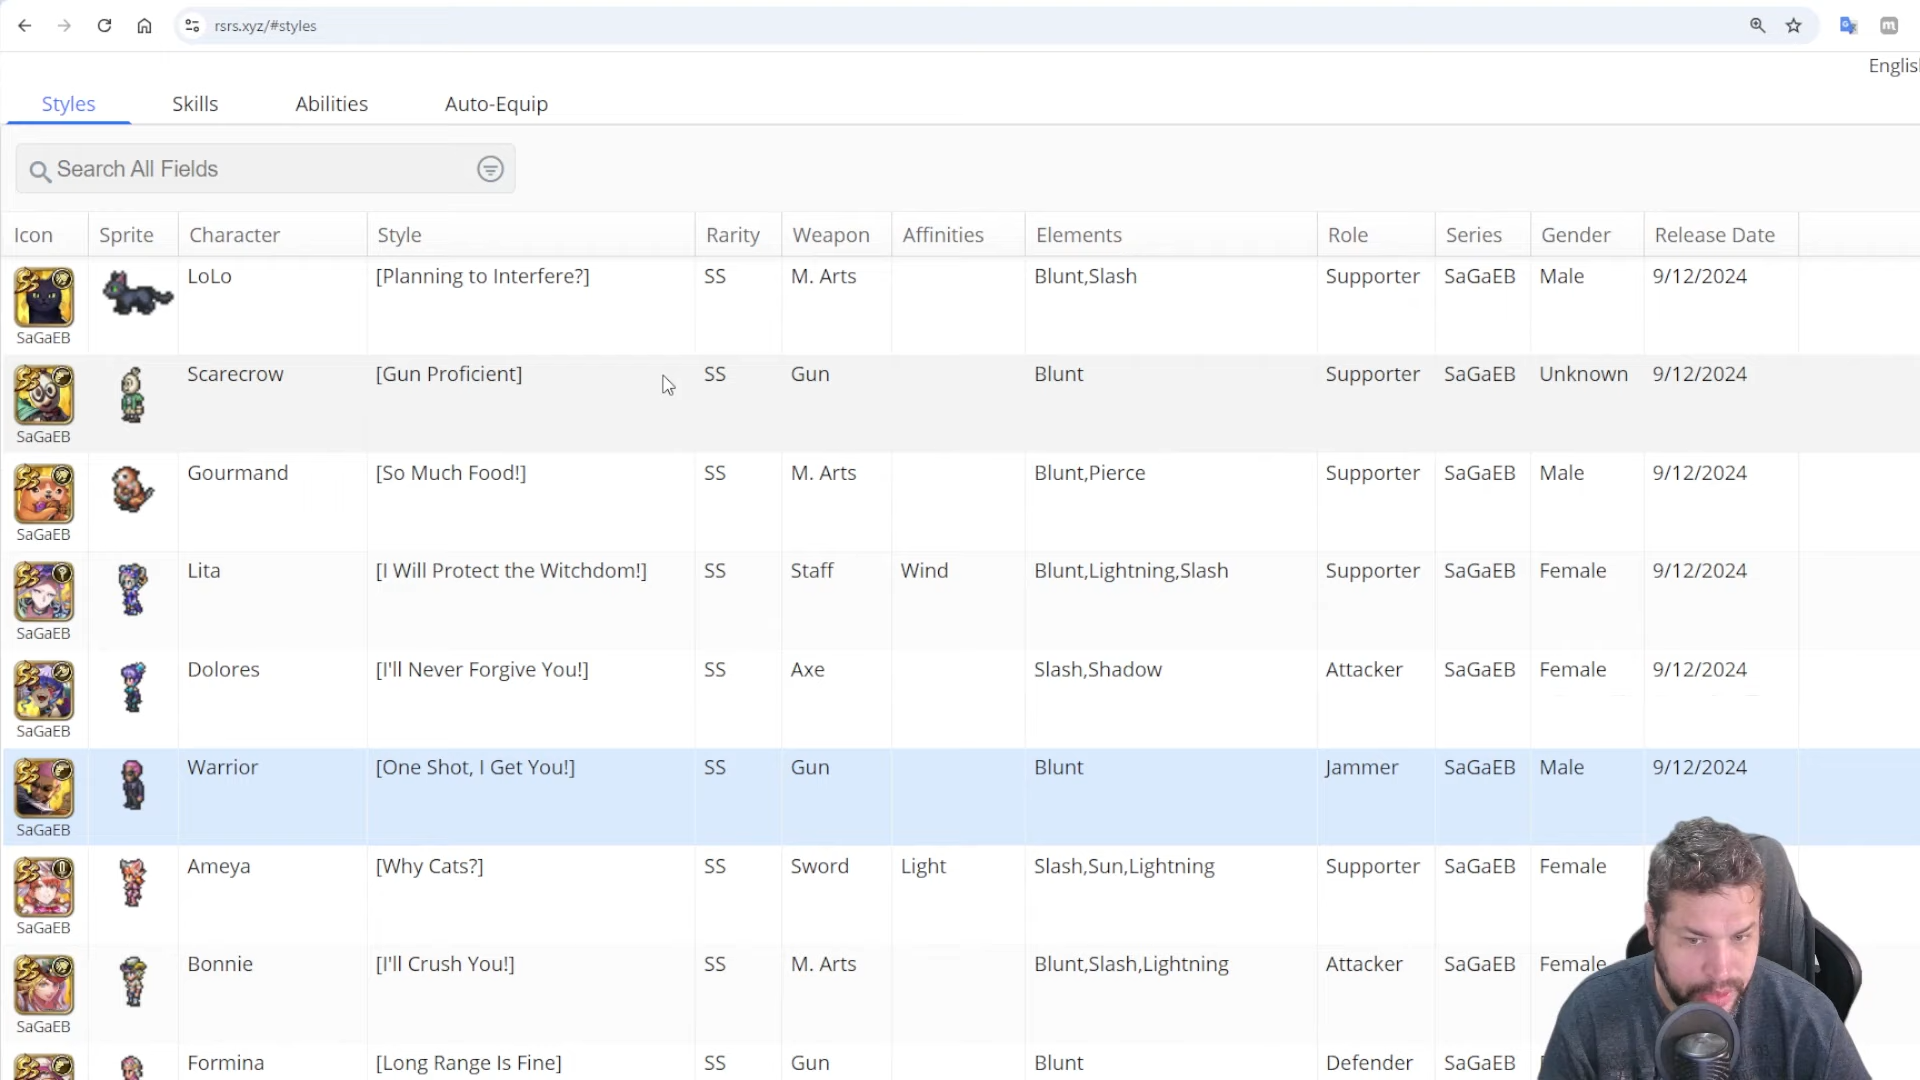 rsrs.xyz/#styles
Englis
Styles Skills Abilities Auto-Equip
Search All Fields
Icon Sprite Character Style Rarity Weapon Affinities Elements Role Series Gender Release Date
LoLo [Planning to Interfere?] SS M. Arts Blunt,Slash Supporter SaGaEB Male 9/12/2024
SaGaEB
Scarecrow [Gun Proficient] SS Gun Blunt Supporter SaGaEB Unknown 9/12/2024
SaGaEB
Gourmand [So Much Food!] SS M. Arts Blunt,Pierce Supporter SaGaEB Male 9/12/2024
SaGaEB
Lita [I Will Protect the Witchdom!] SS Staff Wind Blunt,Lightning,Slash Supporter SaGaEB Female 9/12/2024
SaGaEB
Dolores [I'll Never Forgive You!] SS Axe Slash,Shadow Attacker SaGaEB Female 9/12/2024
SaGaEB
Warrior [One Shot, I Get You!] SS Gun Blunt Jammer SaGaEB Male 9/12/2024
SaGaEB
Ameya [Why Cats?] SS Sword Light Slash,Sun,Lightning Supporter SaGaEB Female
SaGaEB
Bonnie [I'll Crush You!] SS M. Arts Blunt,Slash,Lightning Attacker SaGaEB Female
SaGaEB
Formina [Long Range Is Fine] SS Gun Blunt Defender SaGaEB